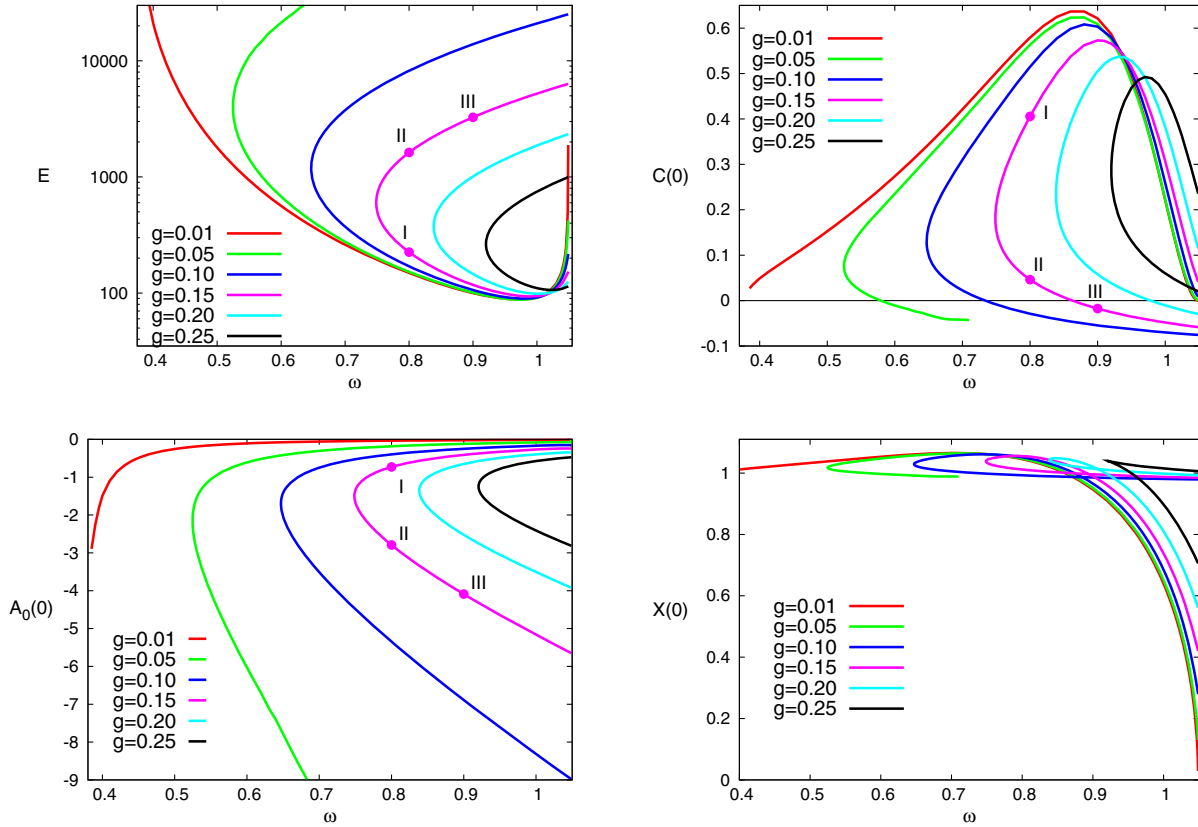 10000
1000
100
E
III
II
I
g=0.01
g=0.05
g=0.10
g=0.15
g=0.20
g=0.25
0.4 0.5 0.6 0.7 0.8 0.9 1
ω
0.6
0.5
0.4
0.3
0.2
0.1
0
-0.1
C(0)
g=0.01
g=0.05
g=0.10
g=0.15
g=0.20
g=0.25
I
II
III
0.4 0.5 0.6 0.7 0.8 0.9 1
ω
0
-1
-2
-3
-4
-5
-6
-7
-8
-9
A0(0)
I
II
III
g=0.01
g=0.05
g=0.10
g=0.15
g=0.20
g=0.25
0.4 0.5 0.6 0.7 0.8 0.9 1
ω
1
0.8
0.6
0.4
0.2
0
X(0)
g=0.01
g=0.05
g=0.10
g=0.15
g=0.20
g=0.25
0.4 0.5 0.6 0.7 0.8 0.9 1
ω